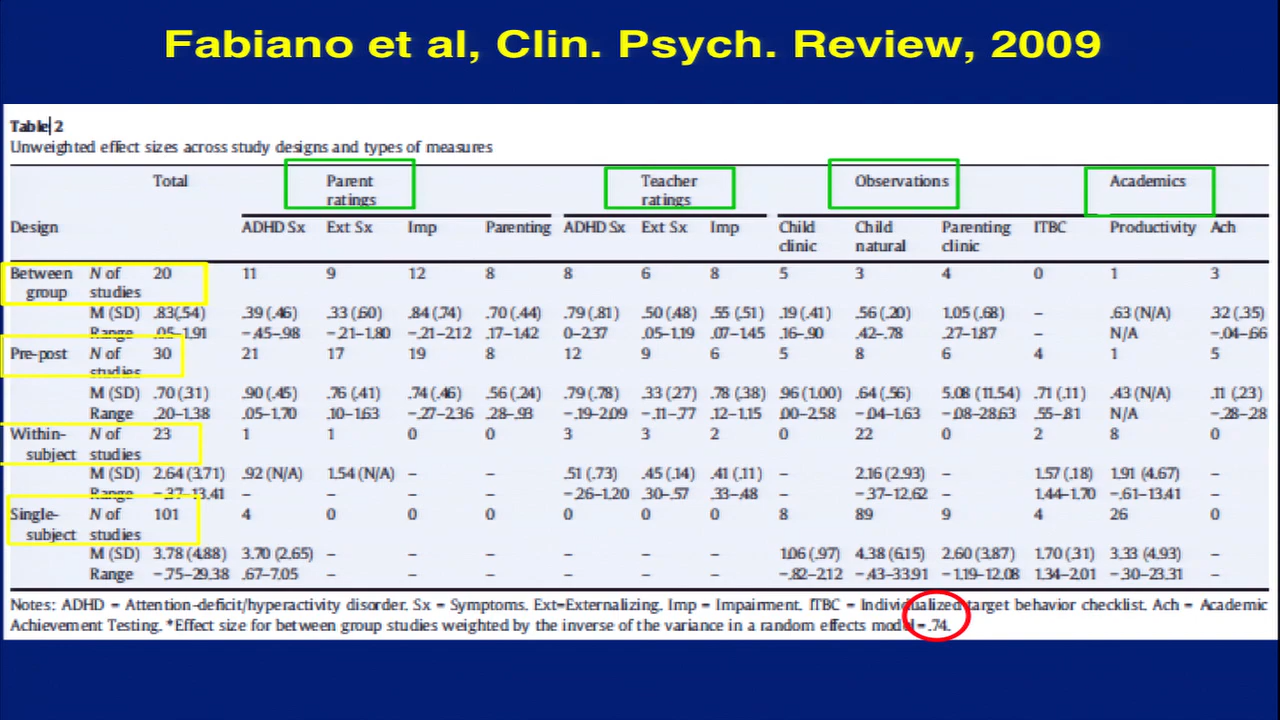 Fabiano et al, Clin. Psych. Review, 2009
Table 2
Unweighted effect sizes across study designs and types of measures
Total Parent ratings Teacher ratings Observations Academics
Design ADHD Sx Ext Sx Imp Parenting ADHD Sx Ext Sx Imp Child clinic Child natural Parenting clinic ITBC Productivity Ach
Between group N of studies 20 11 9 12 8 8 6 8 5 3 4 0 1 3
M (SD) .83(.54) .39 (.46) .33 (.60) .84 (.74) .70 (.44) .79 (.81) .50 (.48) .55 (.51) .19 (.41) .56 (.20) 1.05 (.68) – .63 (N/A) .32 (.35)
Range .05–1.91 –.45–.98 –.21–1.80 –.21–2.12 .17–1.42 0–2.37 .05–1.19 .07–1.45 .16–.90 .42–.78 .27–1.87 – N/A –.04–.66
Pre-post N of studies 30 21 17 19 8 12 9 6 5 8 6 4 1 5
M (SD) .70 (.31) .90 (.45) .76 (.41) .74 (.46) .56 (.24) .79 (.78) .33 (.27) .78 (.38) .96 (1.00) .64 (.56) 5.08 (11.54) .71 (.11) .43 (N/A) .11 (.23)
Range .20–1.38 .05–1.70 .10–1.63 –.27–2.36 .28–.93 –.19–2.09 –.11–.77 .12–1.15 .00–2.58 –.04–1.63 –.08–28.63 .55–.81 N/A –.28–.28
Within-subject N of studies 23 1 1 0 0 3 3 2 0 22 0 2 8 0
M (SD) 2.64 (3.71) .92 (N/A) 1.54 (N/A) – – .51 (.73) .45 (.14) .41 (.11) – 2.16 (2.93) – 1.57 (.18) 1.91 (4.67) –
Range –.37–13.41 – – – – –.26–1.20 .30–.57 .33–.48 – –.37–12.62 – 1.44–1.70 –.61–13.41 –
Single-subject N of studies 101 4 0 0 0 0 0 0 8 89 9 4 26 0
M (SD) 3.78 (4.88) 3.70 (2.65) – – – – – – 1.06 (.97) 4.38 (6.15) 2.60 (3.87) 1.70 (.31) 3.33 (4.93) –
Range –.75–29.38 .67–7.05 – – – – – – –.82–2.12 –.43–33.91 –1.19–12.08 1.34–2.01 –.30–23.31 –
Notes: ADHD = Attention-deficit/hyperactivity disorder. Sx = Symptoms. Ext=Externalizing. Imp = Impairment. ITBC = Individualized target behavior checklist. Ach = Academic
Achievement Testing. *Effect size for between group studies weighted by the inverse of the variance in a random effects model =.74.